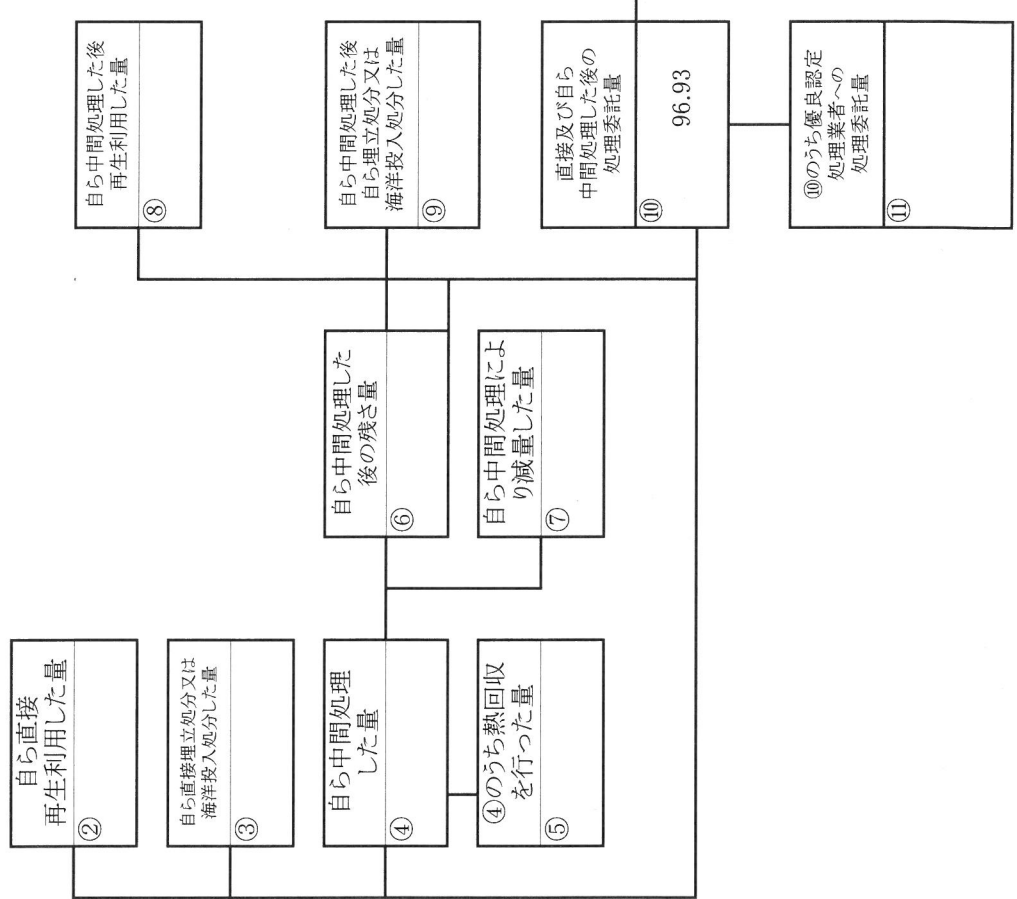 自ら直接
再生利用した量
②
自ら直接埋立処分又は
海洋投入処分した量
③
自ら中間処理
した量
④
④のうち熱回収
を行った量
⑤
自ら中間処理した
後の残さ量
⑥
自ら中間処理によ
り減量した量
⑦
自ら中間処理した後
再生利用した量
⑧
自ら中間処理した後
自ら埋立処分又は
海洋投入処分した量
⑨
直接及び自ら
中間処理した後の
処理委託量
⑩
96.93
⑩のうち優良認定
処理業者への
処理委託量
⑪